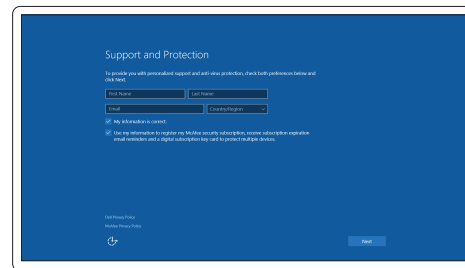 Support and Protection
To provide you with personalized support and anti-virus protection, check both preferences below and
click Next.
First Name
Last Name
Email
Country/Region
My information is correct.
Use my information to register my McAfee security subscription, receive subscription expiration
email reminders and a digital subscription key card to protect multiple devices.
Dell Privacy Policy
McAfee Privacy Policy
Next